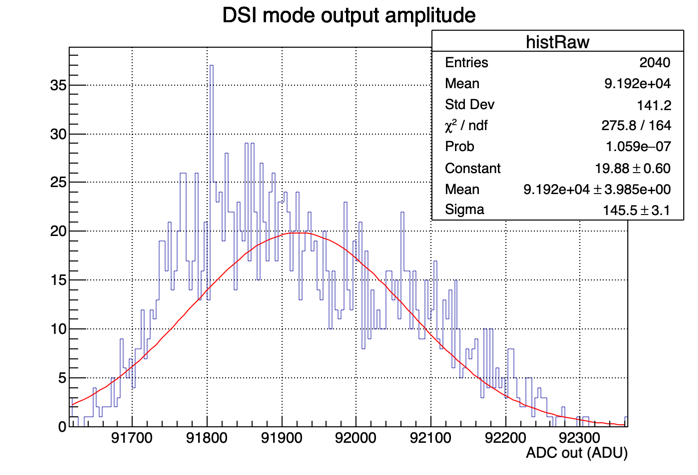 DSI mode output amplitude
histRaw
Entries 2040
Mean 9.192e+04
Std Dev 141.2
χ² / ndf 275.8 / 164
Prob 1.059e−07
Constant 19.88 ± 0.60
Mean 9.192e+04 ± 3.985e+00
Sigma 145.5 ± 3.1
35
30
25
20
15
10
5
0
91700 91800 91900 92000 92100 92200 92300
ADC out (ADU)